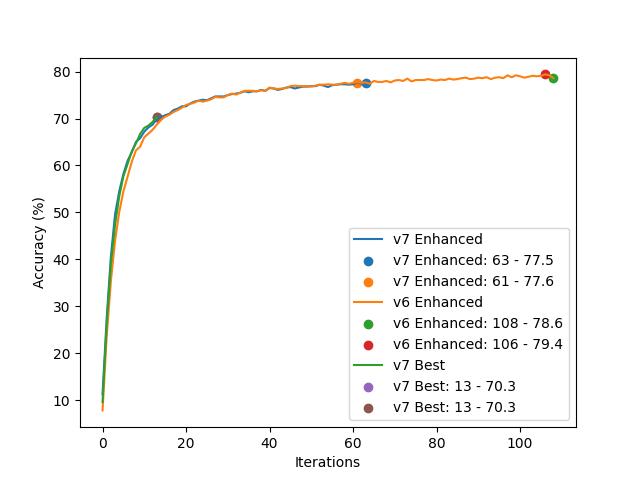 80
70
60
50
40
30
20
10
Accuracy (%)
0
20
40
60
80
100
Iterations
v7 Enhanced
v7 Enhanced: 63 - 77.5
v7 Enhanced: 61 - 77.6
v6 Enhanced
v6 Enhanced: 108 - 78.6
v6 Enhanced: 106 - 79.4
v7 Best
v7 Best: 13 - 70.3
v7 Best: 13 - 70.3